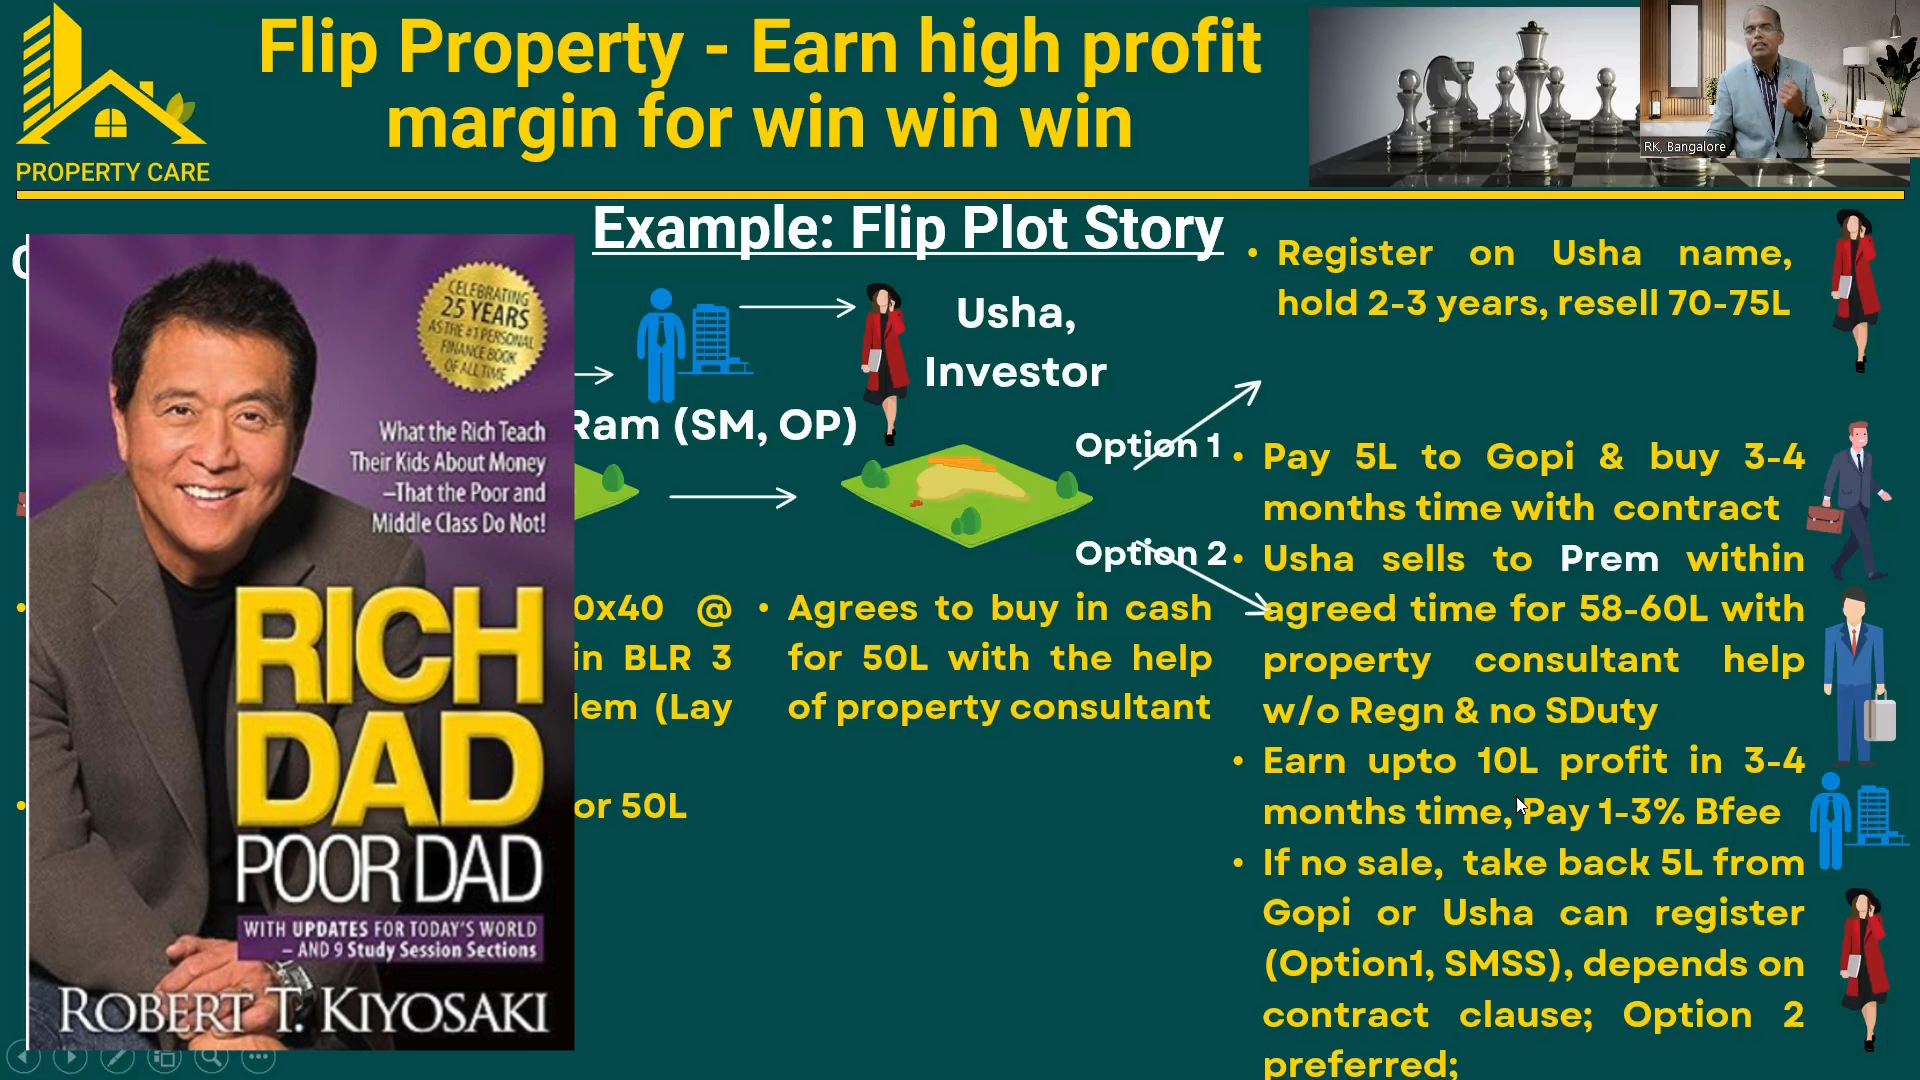 Flip Property - Earn high profit
margin for win win win
PROPERTY CARE
RK, Bangalore
Example: Flip Plot Story
CELEBRATING
25 YEARS
AS THE #1 PERSONAL
FINANCE BOOK
OF ALL TIME
What the Rich Teach
Their Kids About Money
–That the Poor and
Middle Class Do Not!
RICH
DAD
POOR DAD
WITH UPDATES FOR TODAY'S WORLD
– AND 9 Study Session Sections
ROBERT T. KIYOSAKI
Ram (SM, OP)
Usha,
Investor
0x40 @
in BLR 3
lem (Lay
or 50L
• Agrees to buy in cash
for 50L with the help
of property consultant
Option 1
Option 2
• Register on Usha name,
hold 2-3 years, resell 70-75L
• Pay 5L to Gopi & buy 3-4
months time with contract
• Usha sells to Prem within
agreed time for 58-60L with
property consultant help
w/o Regn & no SDuty
• Earn upto 10L profit in 3-4
months time, Pay 1-3% Bfee
• If no sale, take back 5L from
Gopi or Usha can register
(Option1, SMSS), depends on
contract clause; Option 2
preferred;